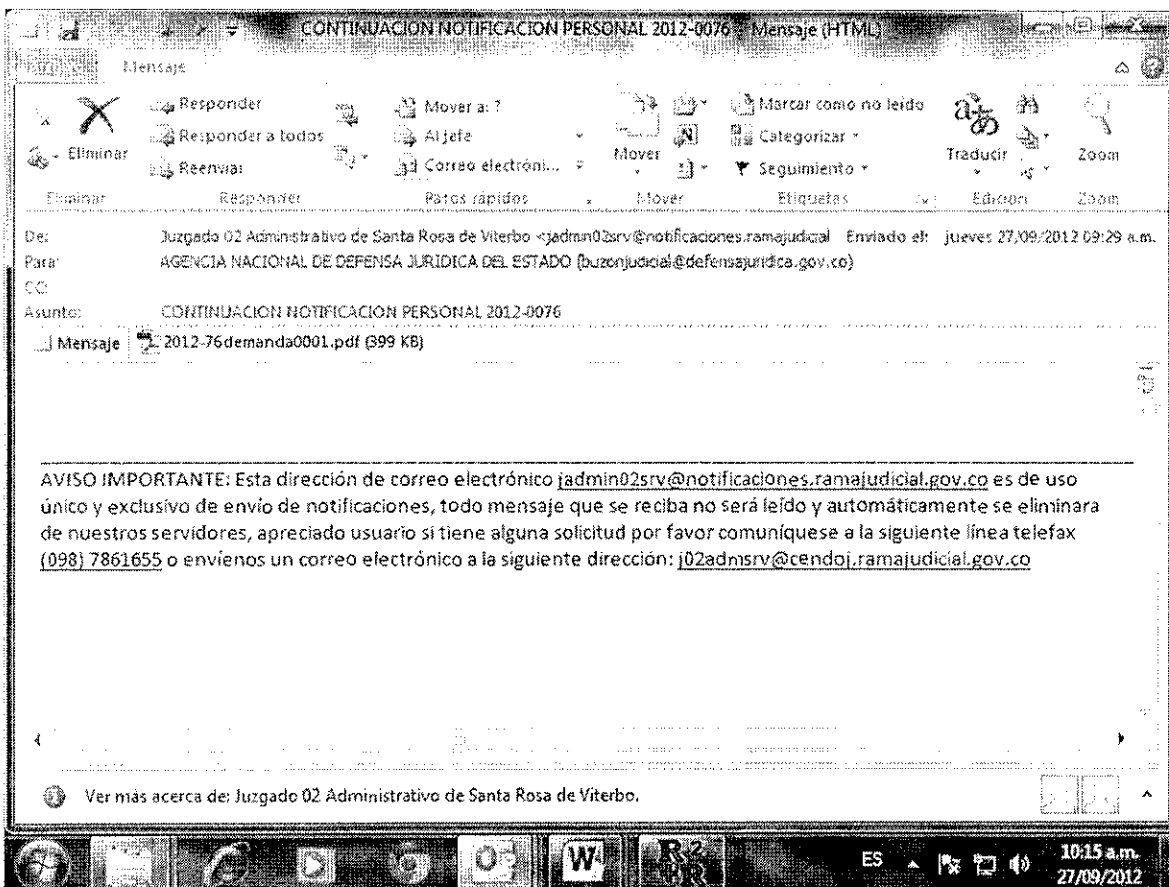 CONTINUACION NOTIFICACION PERSONAL 2012-0076 - Mensaje (HTML)
Mensaje
Eliminar
Responder
Responder a todos
Reenviar
Mover a: ?
Al jefe
Correo electróni...
Mover
Marcar como no leído
Categorizar
Seguimiento
Traducir
Zoom
Eliminar Responder Pasos rápidos Mover Etiquetas Edición Zoom
De: Juzgado 02 Administrativo de Santa Rosa de Viterbo <jadmin02srv@notificaciones.ramajudicial Enviado el: jueves 27/09/2012 09:29 a.m.
Para: AGENCIA NACIONAL DE DEFENSA JURIDICA DEL ESTADO (buzonjudicial@defensajuridica.gov.co)
CC:
Asunto: CONTINUACION NOTIFICACION PERSONAL 2012-0076
Mensaje 2012-76demanda0001.pdf (399 KB)
AVISO IMPORTANTE: Esta dirección de correo electrónico jadmin02srv@notificaciones.ramajudicial.gov.co es de uso
único y exclusivo de envío de notificaciones, todo mensaje que se reciba no será leído y automáticamente se eliminara
de nuestros servidores, apreciado usuario si tiene alguna solicitud por favor comuníquese a la siguiente línea telefax
(098) 7861655 o envíenos un correo electrónico a la siguiente dirección: j02admsrv@cendoj.ramajudicial.gov.co
Ver más acerca de: Juzgado 02 Administrativo de Santa Rosa de Viterbo.
ES
10:15 a.m.
27/09/2012